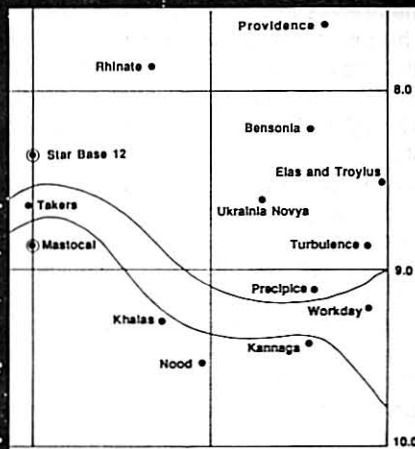 Providence
Rhinate
8.0
Bensonia
Star Base 12
Elas and Troyius
Takers
Ukrainia Novya
Mastocal
Turbulence
9.0
Precipice
Workday
Khalas
Kannaga
Nood
10.0